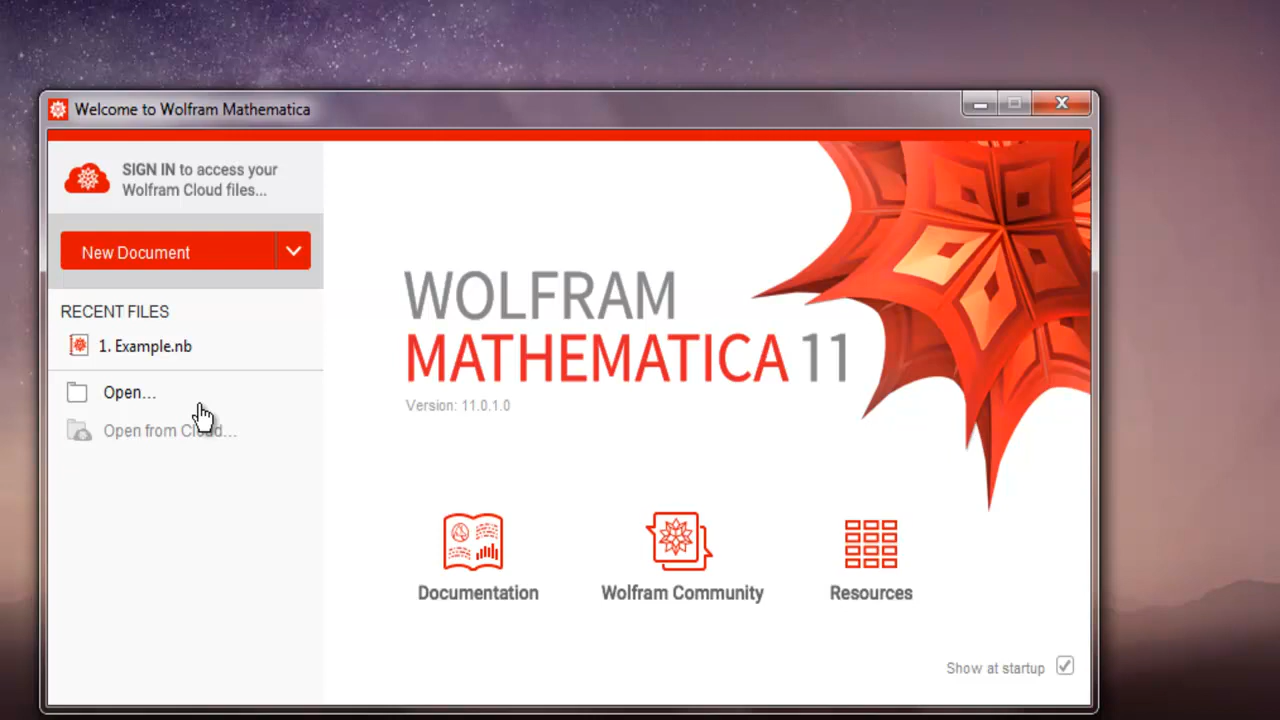 Welcome to Wolfram Mathematica
SIGN IN to access your
Wolfram Cloud files...
New Document
RECENT FILES
1. Example.nb
Open...
Open from Cloud...
WOLFRAM
MATHEMATICA 11
Version: 11.0.1.0
Documentation
Wolfram Community
Resources
Show at startup